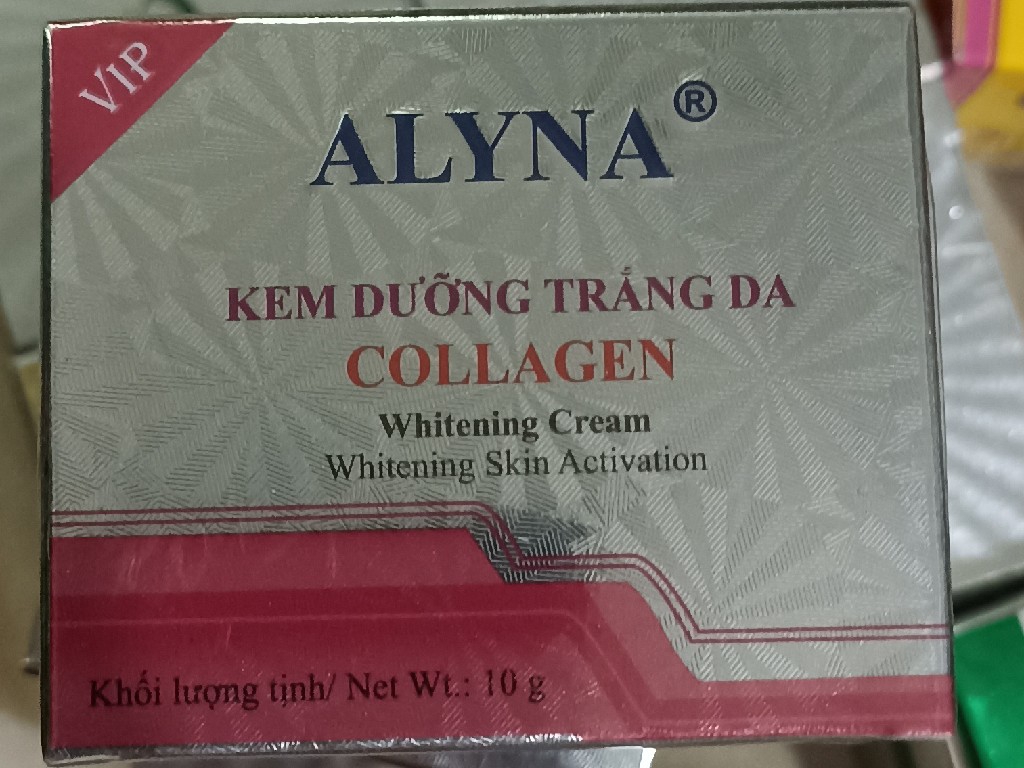 VIP
ALYNA®
KEM DƯỠNG TRẮNG DA
COLLAGEN
Whitening Cream
Whitening Skin Activation
Khối lượng tịnh/ Net Wt.: 10 g